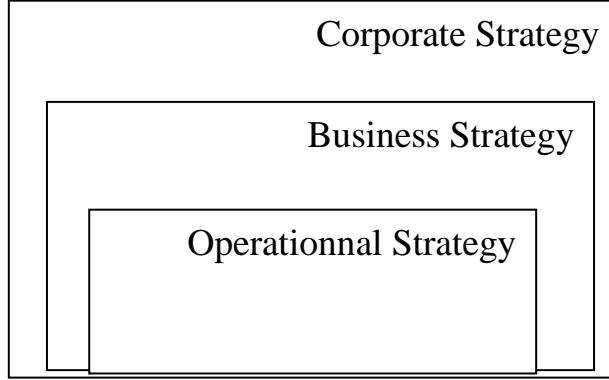 Corporate Strategy
Business Strategy
Operationnal Strategy